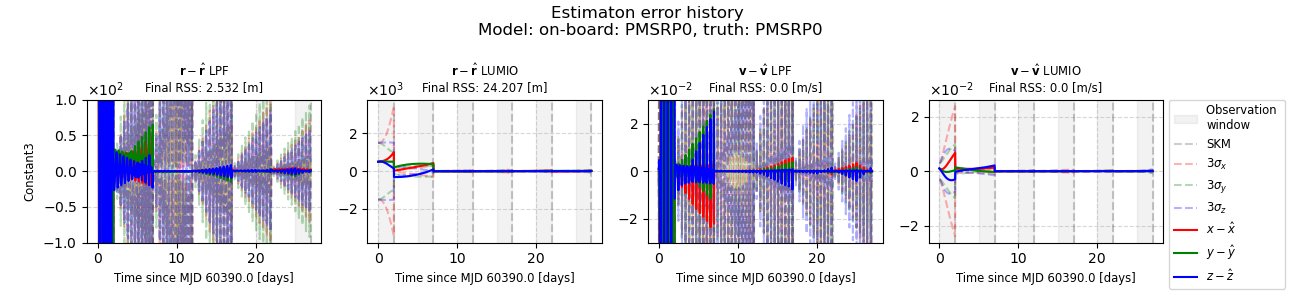 Estimaton error history
Model: on-board: PMSRP0, truth: PMSRP0
r − r̂ LPF
Final RSS: 2.532 [m]
×10²
1.0
0.5
0.0
−0.5
−1.0
Constant3
0
10
20
Time since MJD 60390.0 [days]
r − r̂ LUMIO
Final RSS: 24.207 [m]
×10³
2
0
−2
0
10
20
Time since MJD 60390.0 [days]
v − v̂ LPF
Final RSS: 0.0 [m/s]
×10⁻²
2
0
−2
0
10
20
Time since MJD 60390.0 [days]
v − v̂ LUMIO
Final RSS: 0.0 [m/s]
×10⁻²
2
0
−2
0
10
20
Time since MJD 60390.0 [days]
Observation
window
SKM
3σₓ
3σᵧ
3σ_z
x − x̂
y − ŷ
z − ẑ